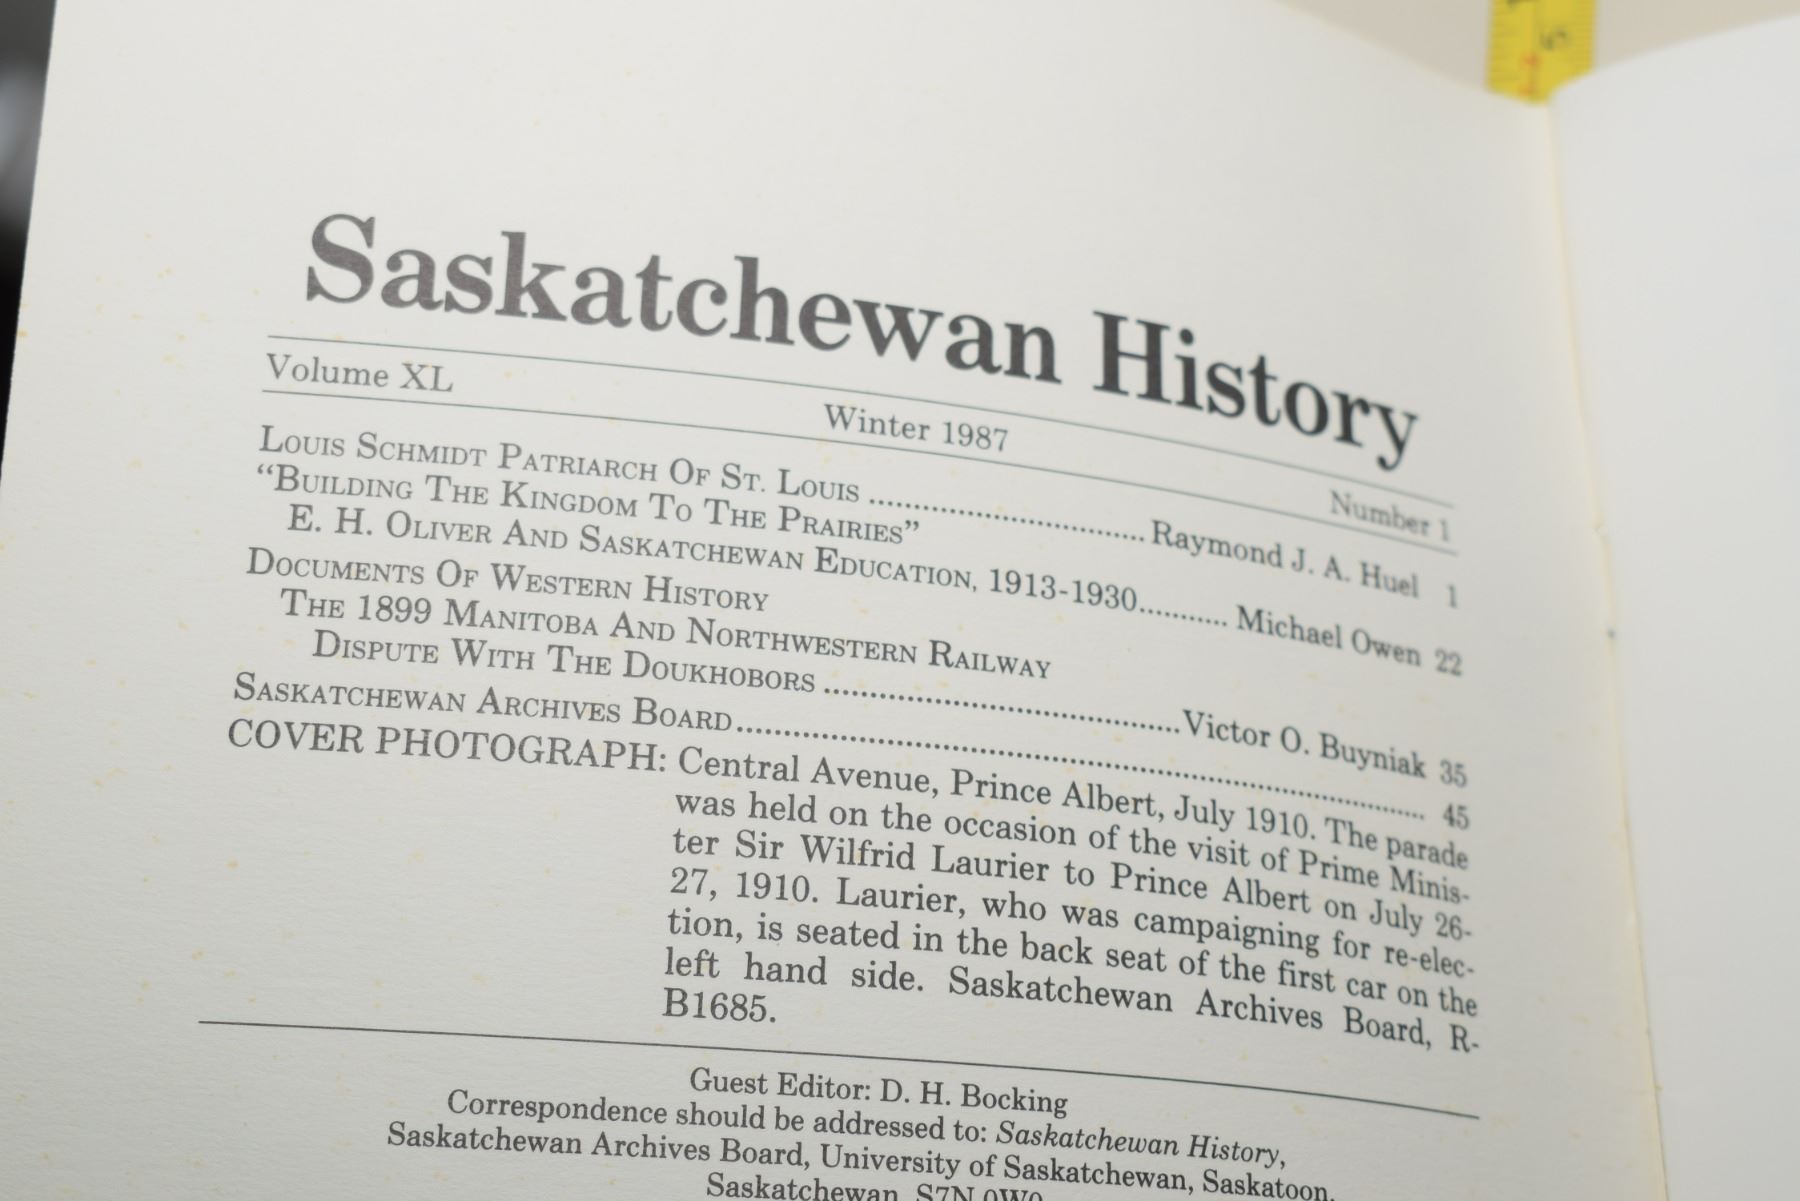 Saskatchewan History
Volume XL Winter 1987 Number 1
LOUIS SCHMIDT PATRIARCH OF ST. LOUIS .............................. Raymond J. A. Huel 1
“BUILDING THE KINGDOM TO THE PRAIRIES”
E. H. OLIVER AND SASKATCHEWAN EDUCATION, 1913-1930.......... Michael Owen 22
DOCUMENTS OF WESTERN HISTORY
THE 1899 MANITOBA AND NORTHWESTERN RAILWAY
DISPUTE WITH THE DOUKHOBORS .......................................Victor O. Buyniak 35
SASKATCHEWAN ARCHIVES BOARD........................................................................... 45
COVER PHOTOGRAPH: Central Avenue, Prince Albert, July 1910. The parade
was held on the occasion of the visit of Prime Minis-
ter Sir Wilfrid Laurier to Prince Albert on July 26-
27, 1910. Laurier, who was campaigning for re-elec-
tion, is seated in the back seat of the first car on the
left hand side. Saskatchewan Archives Board, R-
B1685.
Guest Editor: D. H. Bocking
Correspondence should be addressed to: Saskatchewan History,
Saskatchewan Archives Board, University of Saskatchewan, Saskatoon,
Saskatchewan, S7N 0W0